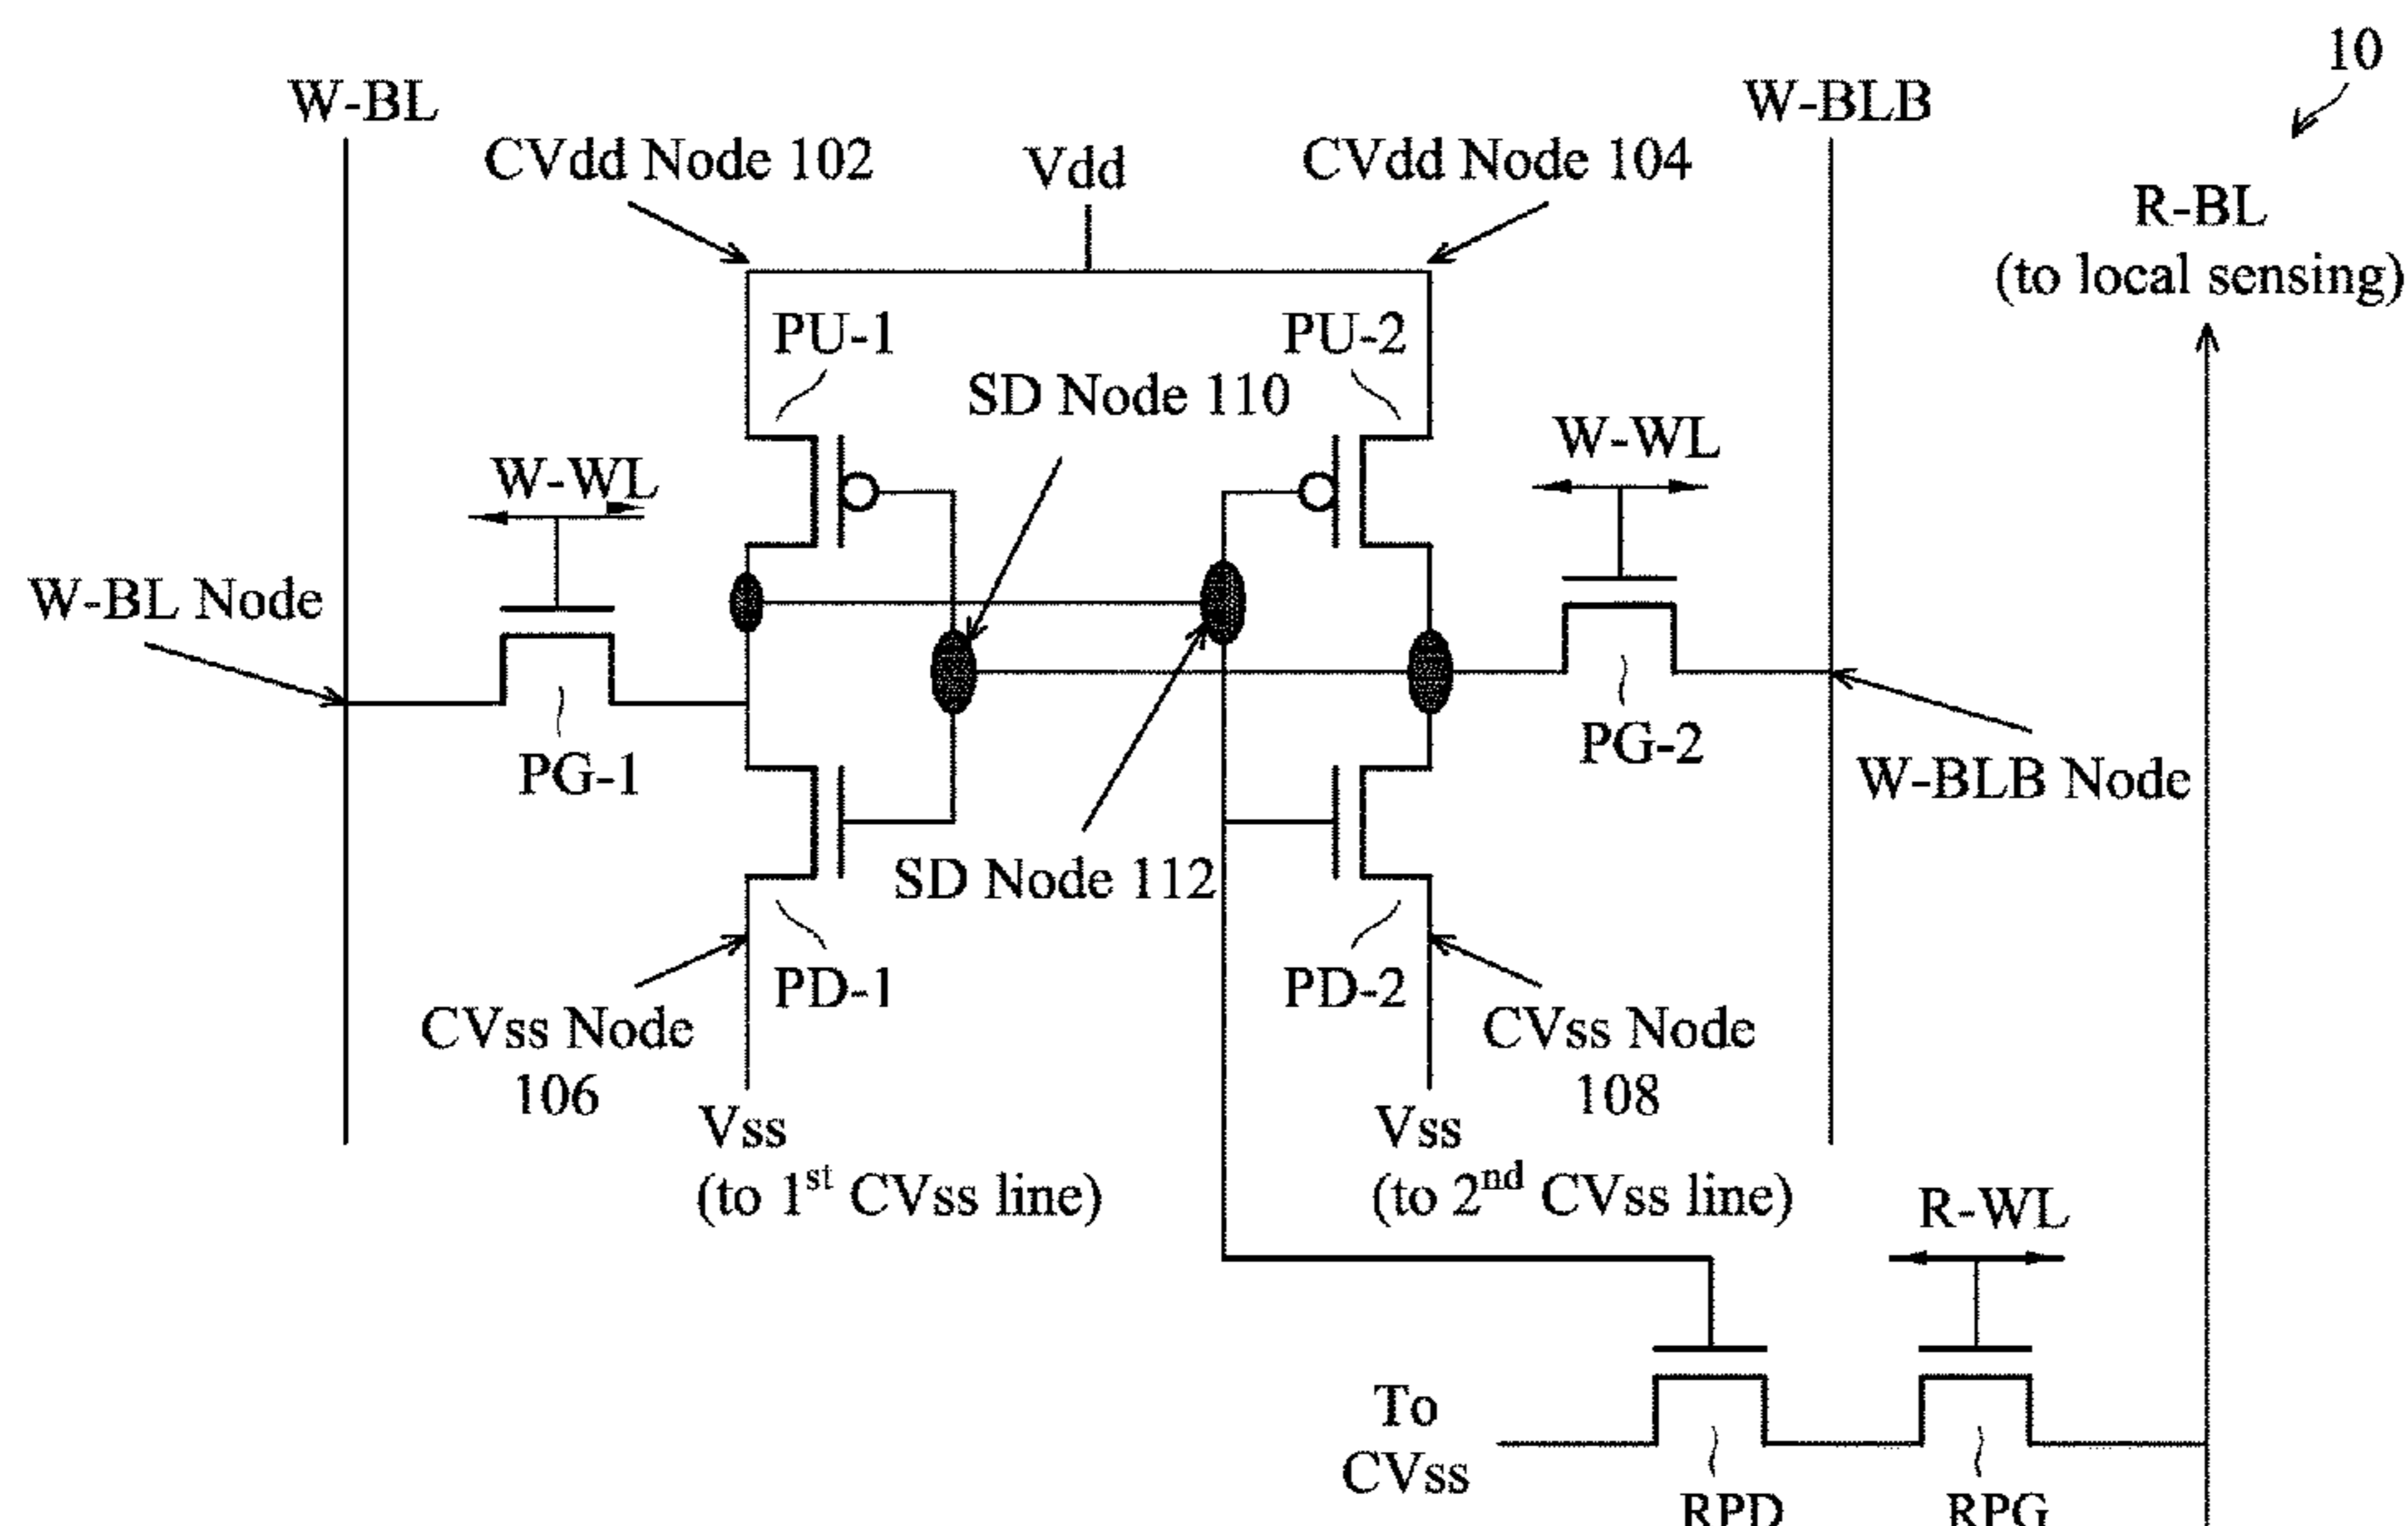 10
W-BL
W-BLB
CVdd Node 102
Vdd
CVdd Node 104
R-BL
(to local sensing)
PU-1
PU-2
SD Node 110
W-WL
W-WL
W-BL Node
PG-1
PG-2
W-BLB Node
SD Node 112
PD-1
PD-2
CVss Node
106
CVss Node
108
Vss
(to 1st CVss line)
Vss
(to 2nd CVss line)
R-WL
To
CVss
RPD
RPG